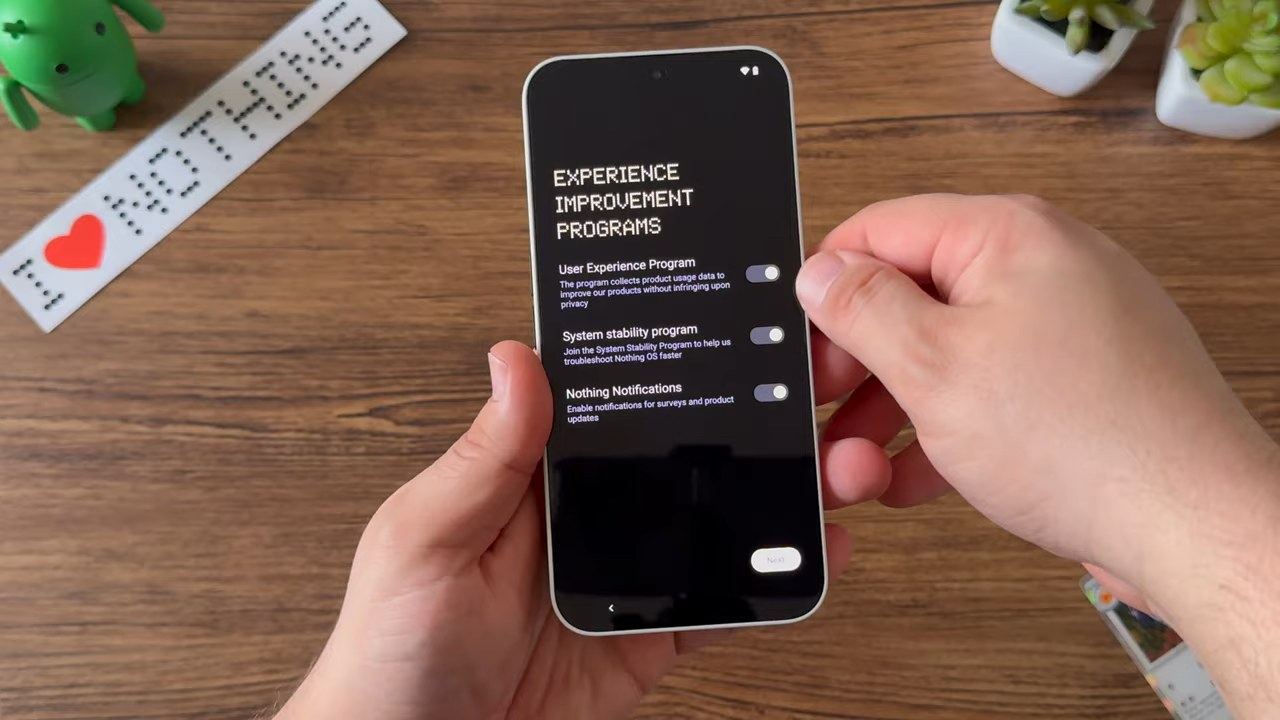 I ❤ NOTHING
EXPERIENCE
IMPROVEMENT
PROGRAMS
User Experience Program
The program collects product usage data to
improve our products without infringing upon
privacy
System stability program
Join the System Stability Program to help us
troubleshoot Nothing OS faster
Nothing Notifications
Enable notifications for surveys and product
updates
Next